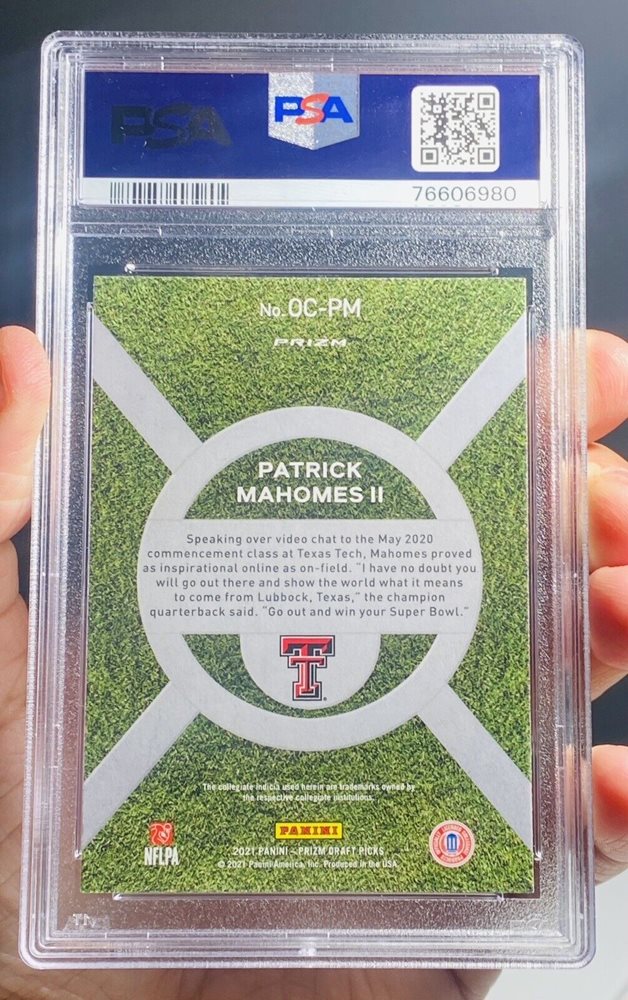 PSA
PSA
76606980
No. OC-PM
PRIZM
PATRICK
MAHOMES II
Speaking over video chat to the May 2020
commencement class at Texas Tech, Mahomes proved
as inspirational online as on-field. "I have no doubt you
will go out there and show the world what it means
to come from Lubbock, Texas," the champion
quarterback said. "Go out and win your Super Bowl."
The collegiate indicia used herein are trademarks owned by
the respective collegiate institutions.
PANINI
NFLPA
2021 PANINI - PRIZM DRAFT PICKS
© 2021 Panini America, Inc. Produced in the USA.